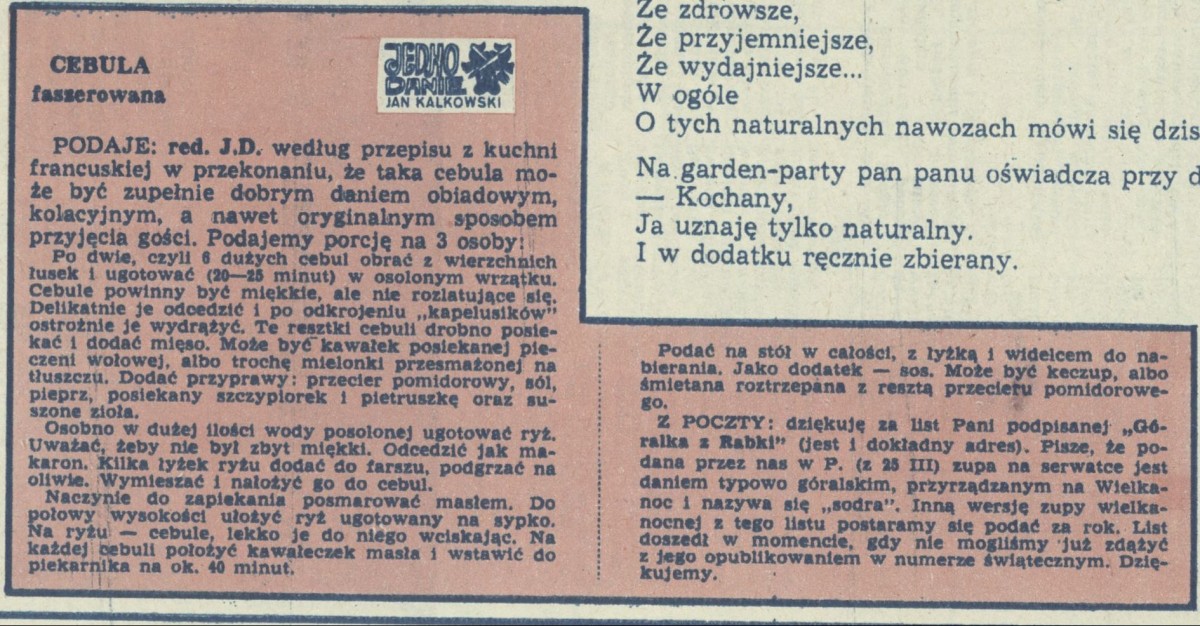 CEBULA
faszerowana
JEDNO
DANIE
JAN KALKOWSKI
PODAJE: red. J.D. według przepisu z kuchni
francuskiej w przekonaniu, że taka cebula mo-
że być zupełnie dobrym daniem obiadowym,
kolacyjnym, a nawet oryginalnym sposobem
przyjęcia gości. Podajemy porcję na 3 osoby:
Po dwie, czyli 6 dużych cebul obrać z wierzchnich
łusek i ugotować (20—25 minut) w osolonym wrzątku.
Cebule powinny być miękkie, ale nie rozlatujące się.
Delikatnie je odcedzić i po odkrojeniu „kapelusików”
ostrożnie je wydrążyć. Te resztki cebuli drobno posie-
kać i dodać mięso. Może być kawałek posiekanej pie-
czeni wołowej, albo trochę mielonki przesmażonej na
tłuszczu. Dodać przyprawy: przecier pomidorowy, sól,
pieprz, posiekany szczypiorek i pietruszkę oraz su-
szone zioła.
Osobno w dużej ilości wody posolonej ugotować ryż.
Uważać, żeby nie był zbyt miękki. Odcedzić jak ma-
karon. Kilka łyżek ryżu dodać do farszu, podgrzać na
oliwie. Wymieszać i nałożyć go do cebul.
Naczynie do zapiekania posmarować masłem. Do
połowy wysokości ułożyć ryż ugotowany na sypko.
Na ryżu — cebule, lekko je do niego wciskając. Na
każdej cebuli położyć kawałeczek masła i wstawić do
piekarnika na ok. 40 minut.
Podać na stół w całości, z łyżką i widelcem do na-
bierania. Jako dodatek — sos. Może być keczup, albo
śmietana roztrzepana z resztą przecieru pomidorowe-
go.
Z POCZTY: dziękuję za list Pani podpisanej „Gó-
ralka z Rabki” (jest i dokładny adres). Pisze, że po-
dana przez nas w P. (z 25 III) zupa na serwatce jest
daniem typowo góralskim, przyrządzanym na Wielka-
noc i nazywa się „sodra”. Inną wersję zupy wielka-
nocnej z tego listu postaramy się podać za rok. List
doszedł w momencie, gdy nie mogliśmy już zdążyć
z jego opublikowaniem w numerze świątecznym. Dzię-
kujemy.
Że zdrowsze,
Że przyjemniejsze,
Że wydajniejsze...
W ogóle
O tych naturalnych nawozach mówi się dzis
Na garden-party pan panu oświadcza przy d
— Kochany,
Ja uznaję tylko naturalny.
I w dodatku ręcznie zbierany.